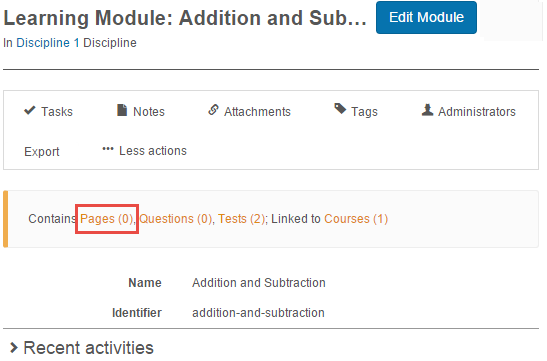 Learning Module: Addition and Sub... Edit Module
In Discipline 1 Discipline
Tasks Notes Attachments Tags Administrators
Export ••• Less actions
Contains Pages (0), Questions (0), Tests (2); Linked to Courses (1)
Name Addition and Subtraction
Identifier addition-and-subtraction
Recent activities